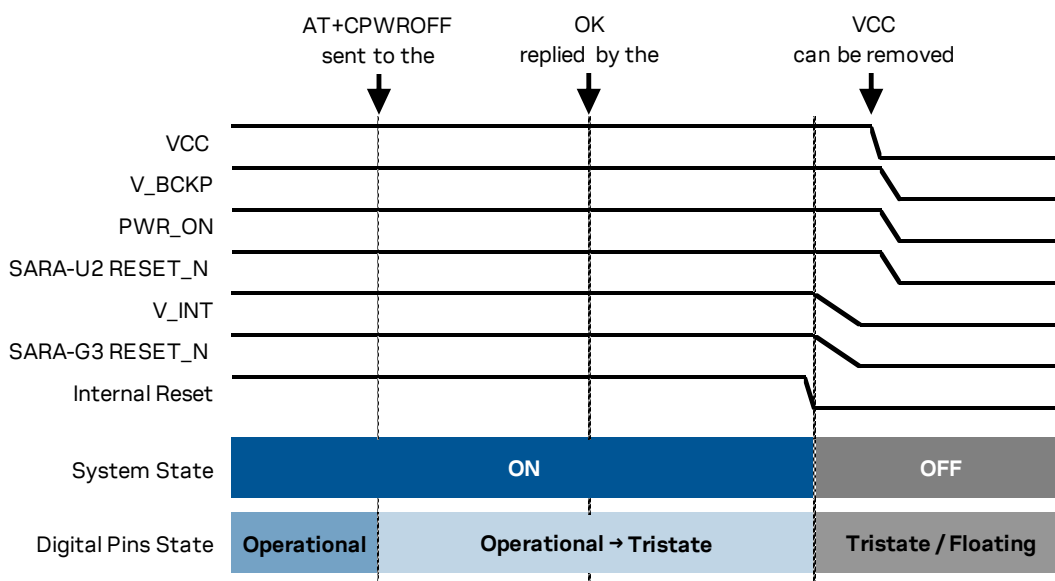 AT+CPWROFF
sent to the
OK
replied by the
VCC
can be removed
VCC
V_BCKP
PWR_ON
SARA-U2 RESET_N
V_INT
SARA-G3 RESET_N
Internal Reset
System State
ON
OFF
Digital Pins State
Operational
Operational → Tristate
Tristate / Floating